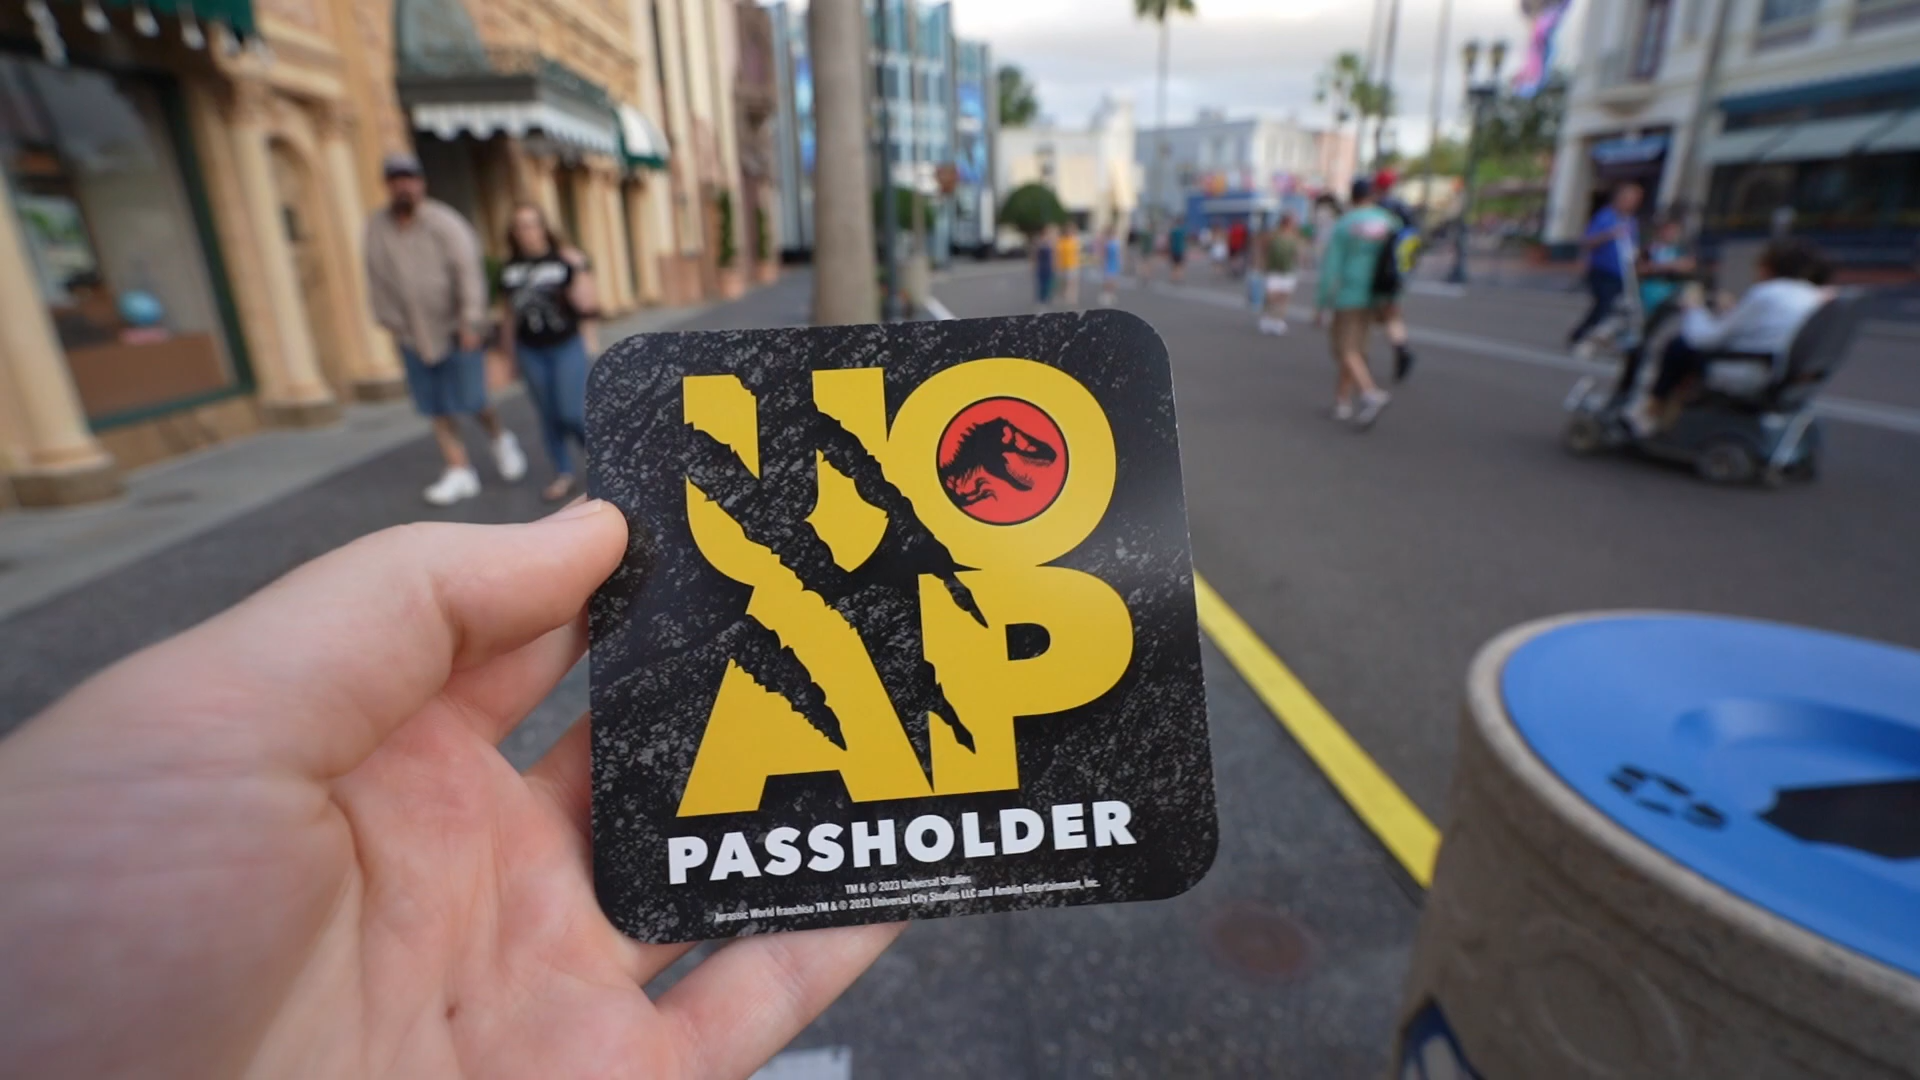 UO
AP
PASSHOLDER
TM & © 2023 Universal Studios
Jurassic World franchise TM & © 2023 Universal City Studios LLC and Amblin Entertainment, Inc.